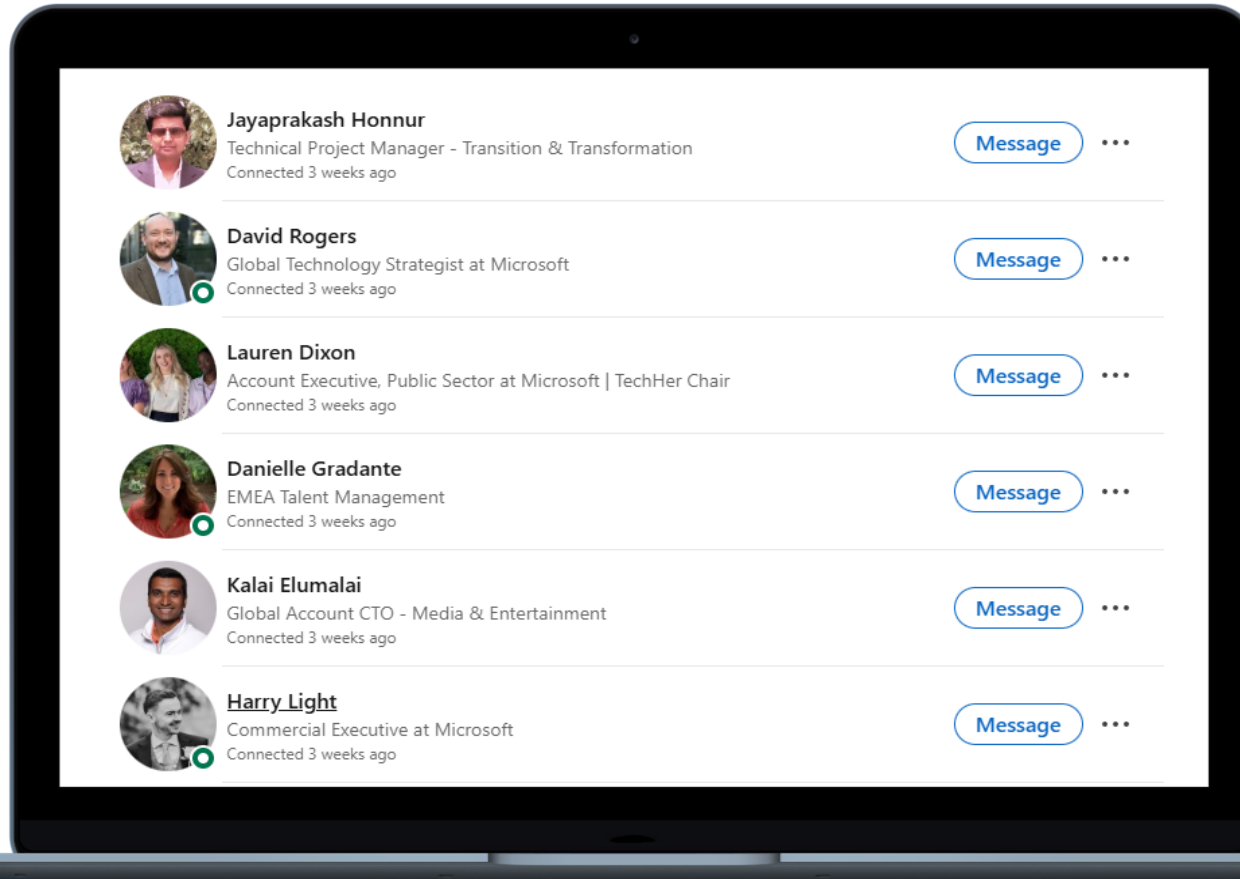 Jayaprakash Honnur
Technical Project Manager - Transition & Transformation
Connected 3 weeks ago
Message
David Rogers
Global Technology Strategist at Microsoft
Connected 3 weeks ago
Message
Lauren Dixon
Account Executive, Public Sector at Microsoft | TechHer Chair
Connected 3 weeks ago
Message
Danielle Gradante
EMEA Talent Management
Connected 3 weeks ago
Message
Kalai Elumalai
Global Account CTO - Media & Entertainment
Connected 3 weeks ago
Message
Harry Light
Commercial Executive at Microsoft
Connected 3 weeks ago
Message